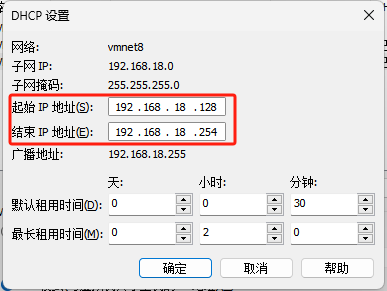 DHCP 设置
网络: vmnet8
子网 IP: 192.168.18.0
子网掩码: 255.255.255.0
起始 IP 地址(S): 192 .168 . 18 .128
结束 IP 地址(E): 192 .168 . 18 .254
广播地址: 192.168.18.255
天: 小时: 分钟:
默认租用时间(D): 0 0 30
最长租用时间(M): 0 2 0
确定 取消 帮助